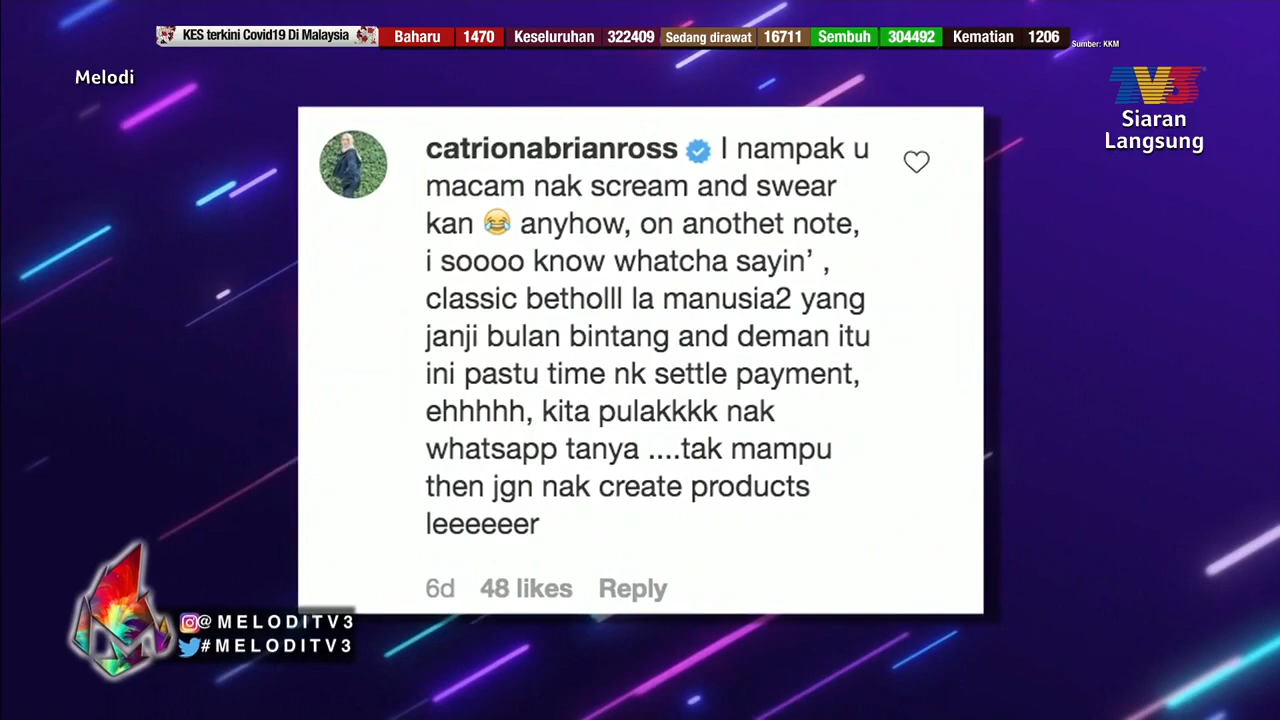 KES terkini Covid19 Di Malaysia Baharu 1470 Keseluruhan 322409 Sedang dirawat 16711 Sembuh 304492 Kematian 1206
Sumber: KKM
Melodi
TV3
Siaran
Langsung
catrionabrianross I nampak u
macam nak scream and swear
kan 😂 anyhow, on anothet note,
i soooo know whatcha sayin’ ,
classic betholll la manusia2 yang
janji bulan bintang and deman itu
ini pastu time nk settle payment,
ehhhhh, kita pulakkkk nak
whatsapp tanya ....tak mampu
then jgn nak create products
leeeeeer
6d 48 likes Reply
@MELODITV3
#MELODITV3